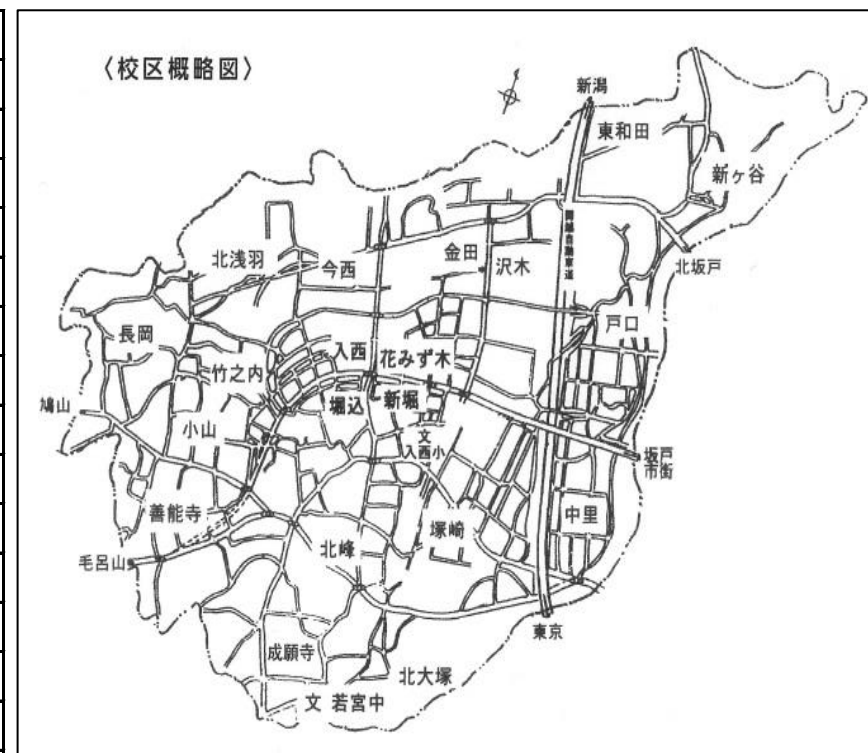 〈校区概略図〉
新潟
東和田
新ヶ谷
関越自動車道
北浅羽
今西
金田
沢木
北坂戸
長岡
戸口
竹之内
入西
花みず木
鳩山
堀込
新堀
小山
文
入西小
坂戸
市街
善能寺
塚崎
中里
北峰
毛呂山
東京
成願寺
北大塚
文 若宮中